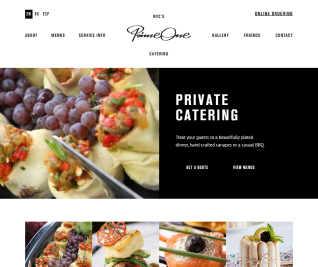 EN RU ESP
NYC'S
ONLINE ORDERING
ABOUT MENUS SERVICE INFO
Prime One
GALLERY FRIENDS CONTACT
CATERING
PRIVATE
CATERING
Treat your guests to a beautifully plated
dinner, hand-crafted canapes or a casual BBQ.
GET A QUOTE VIEW MENUS